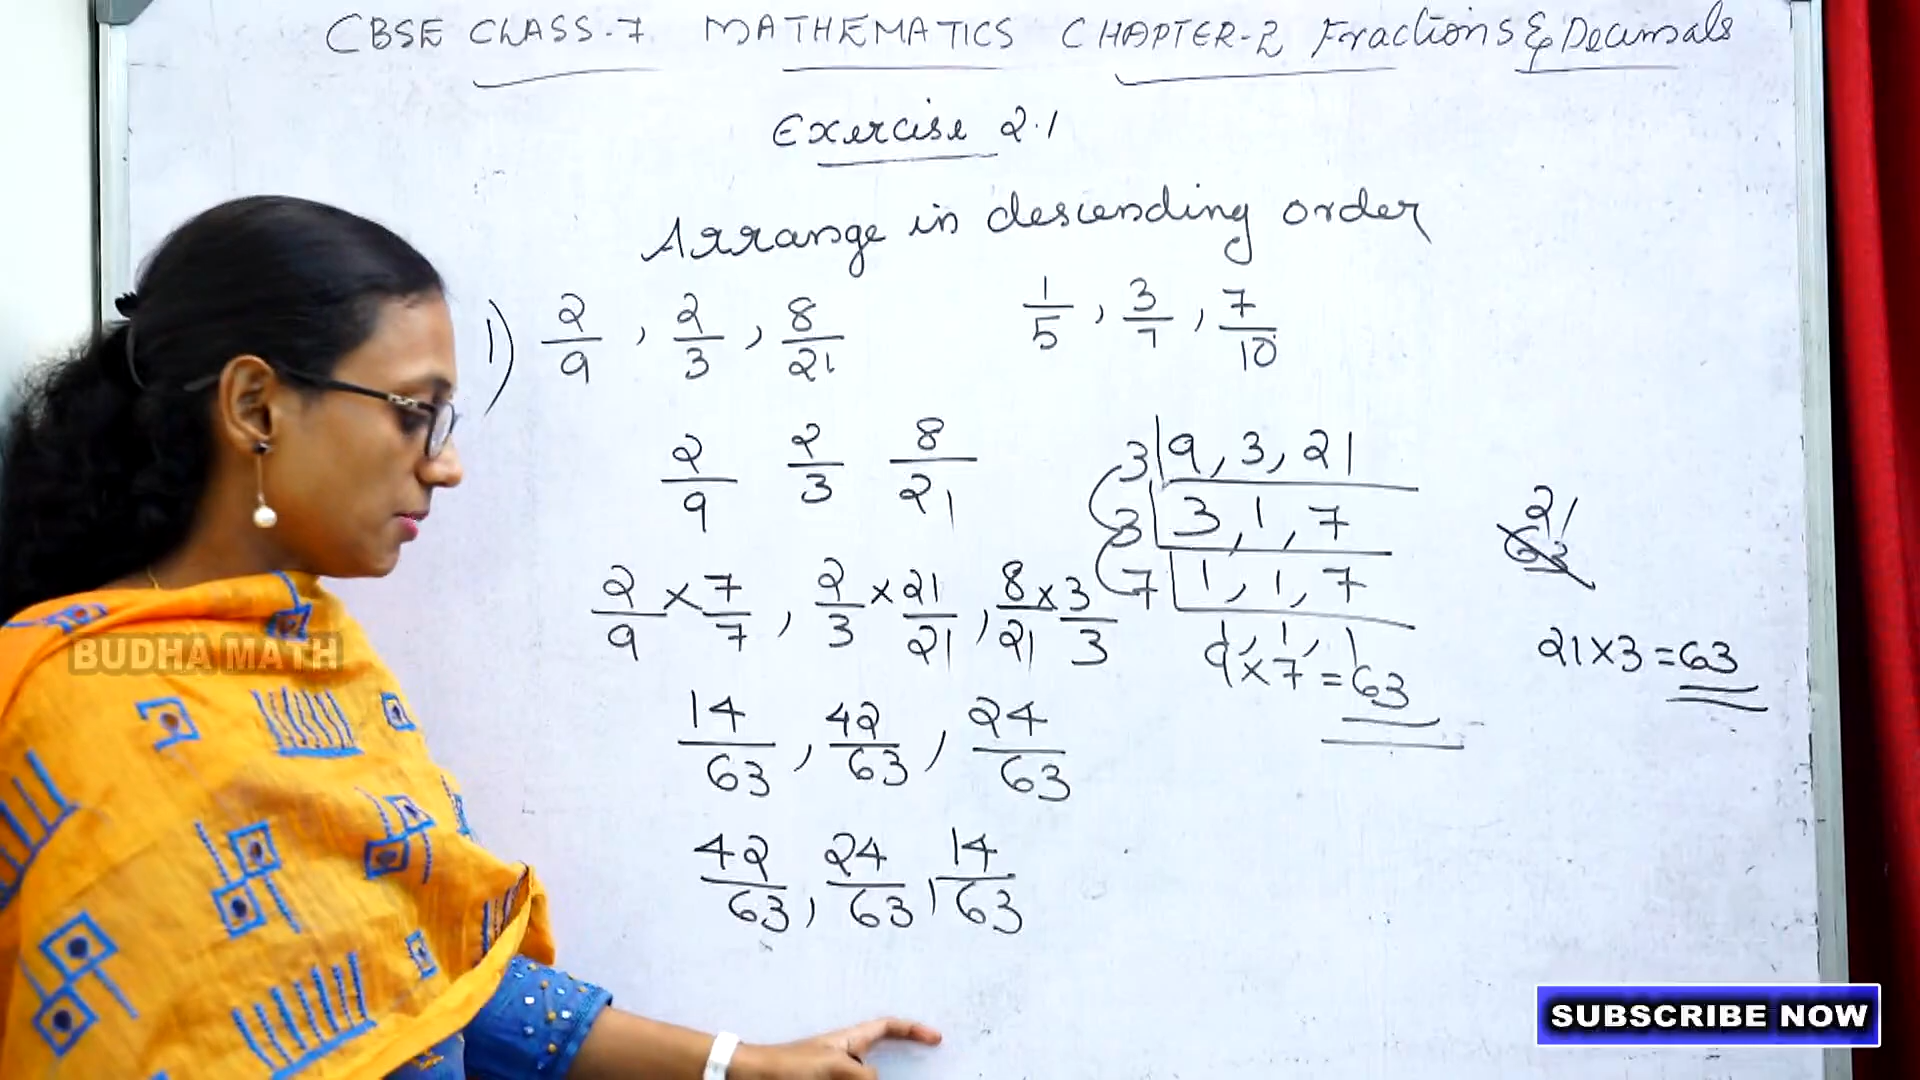 CBSE CLASS-7 MATHEMATICS CHAPTER-2 Fractions & Decimals
Exercise 2.1
Arrange in descending order
1) 2/9 , 2/3 , 8/21 1/5 , 3/7 , 7/10
2/9 2/3 8/21
3 | 9, 3, 21
3 | 3, 1, 7
7 | 1, 1, 7
1, 1, 1
9 × 7 = 63
21
63
21 × 3 = 63
2/9 × 7/7 , 2/3 × 21/21 , 8/21 × 3/3
14/63 , 42/63 , 24/63
42/63 , 24/63 , 14/63
BUDHA MATH
SUBSCRIBE NOW